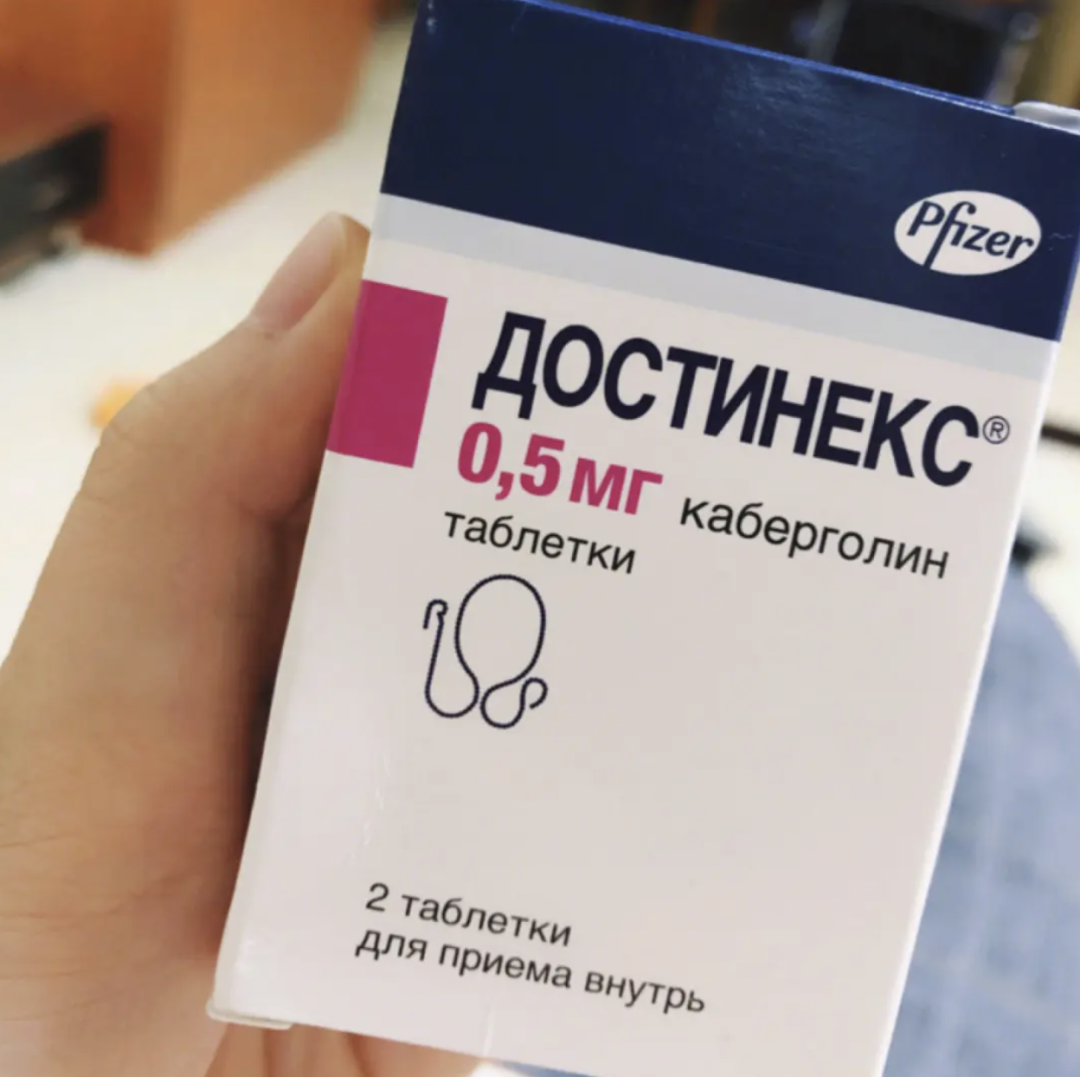 Pfizer
ДОСТИНЕКС®
0,5 мг каберголин
таблетки
2 таблетки
для приема внутрь